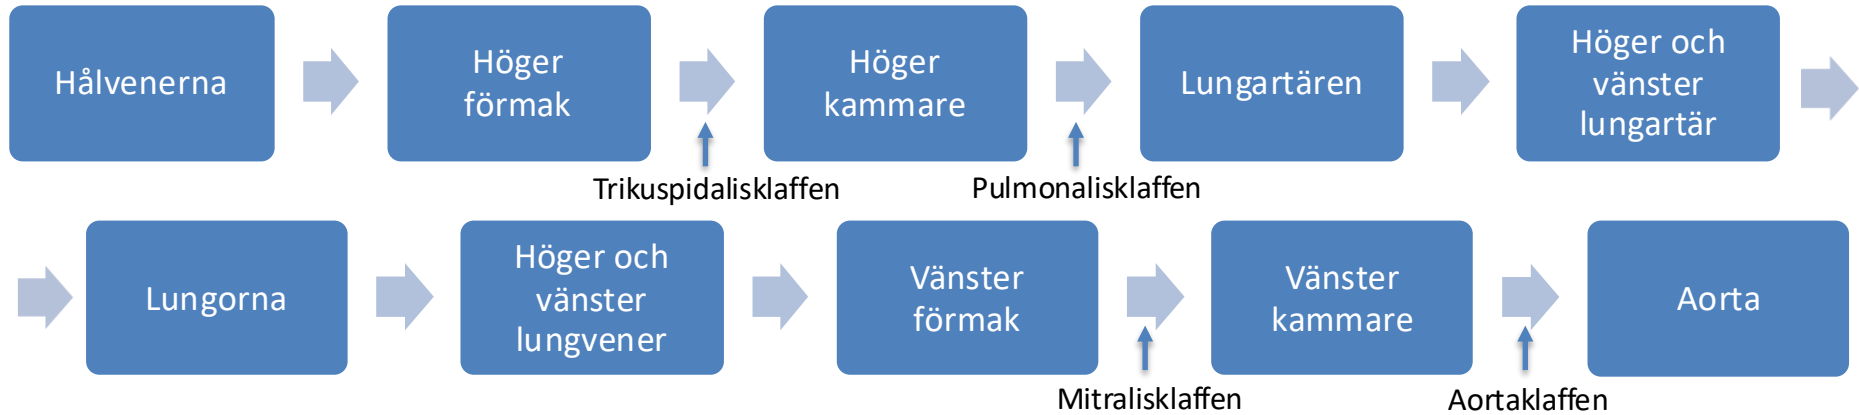 Hålvenerna
Höger
förmak
Höger
kammare
Lungartären
Höger och
vänster
lungartär
Trikuspidalisklaffen
Pulmonalisklaffen
Lungorna
Höger och
vänster
lungvener
Vänster
förmak
Vänster
kammare
Aorta
Mitralisklaffen
Aortaklaffen